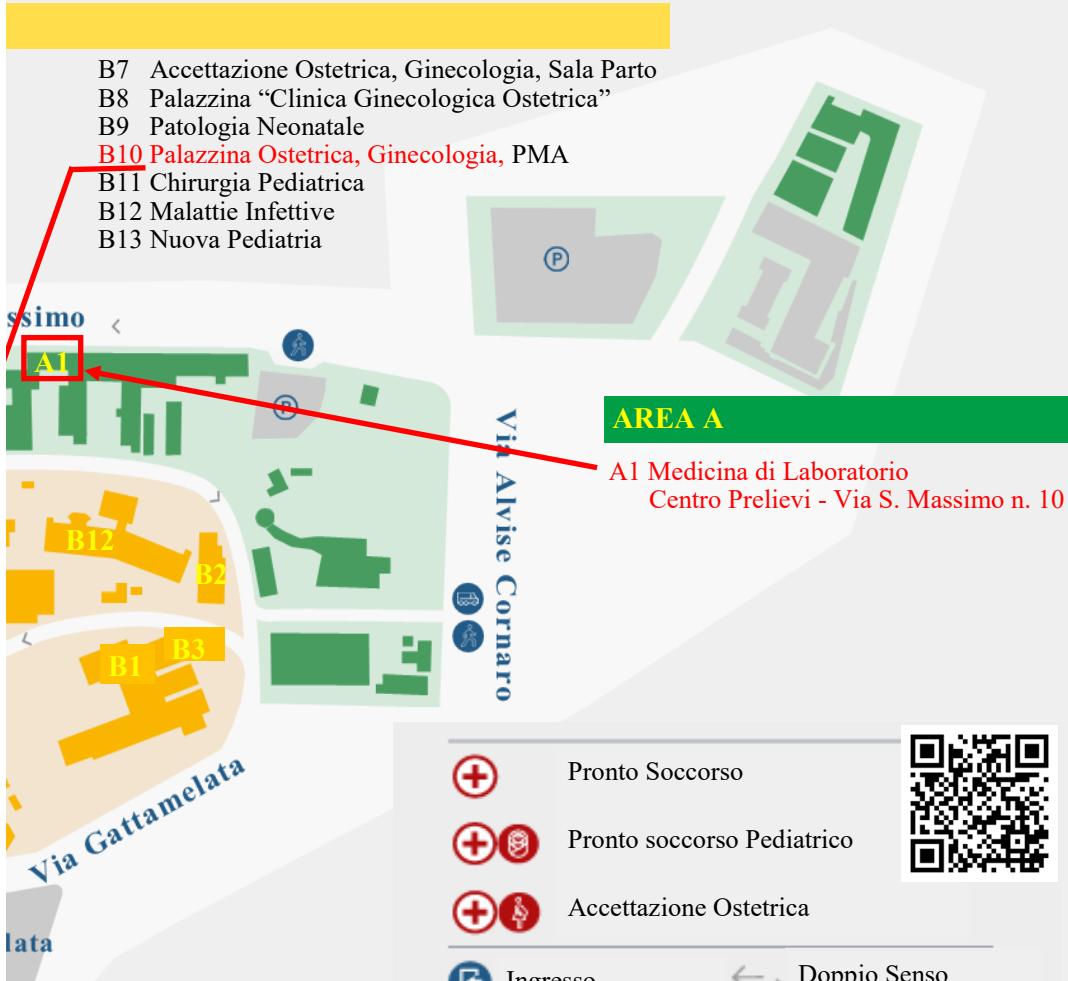 B7 Accettazione Ostetrica, Ginecologia, Sala Parto
B8 Palazzina “Clinica Ginecologica Ostetrica”
B9 Patologia Neonatale
B10 Palazzina Ostetrica, Ginecologia, PMA
B11 Chirurgia Pediatrica
B12 Malattie Infettive
B13 Nuova Pediatria
P
ssimo
A1
P
AREA A
A1 Medicina di Laboratorio
Centro Prelievi - Via S. Massimo n. 10
Via Alvise Cornaro
B12
B2
B3
B1
Via Gattamelata
lata
Pronto Soccorso
Pronto soccorso Pediatrico
Accettazione Ostetrica
Ingresso
Doppio Senso